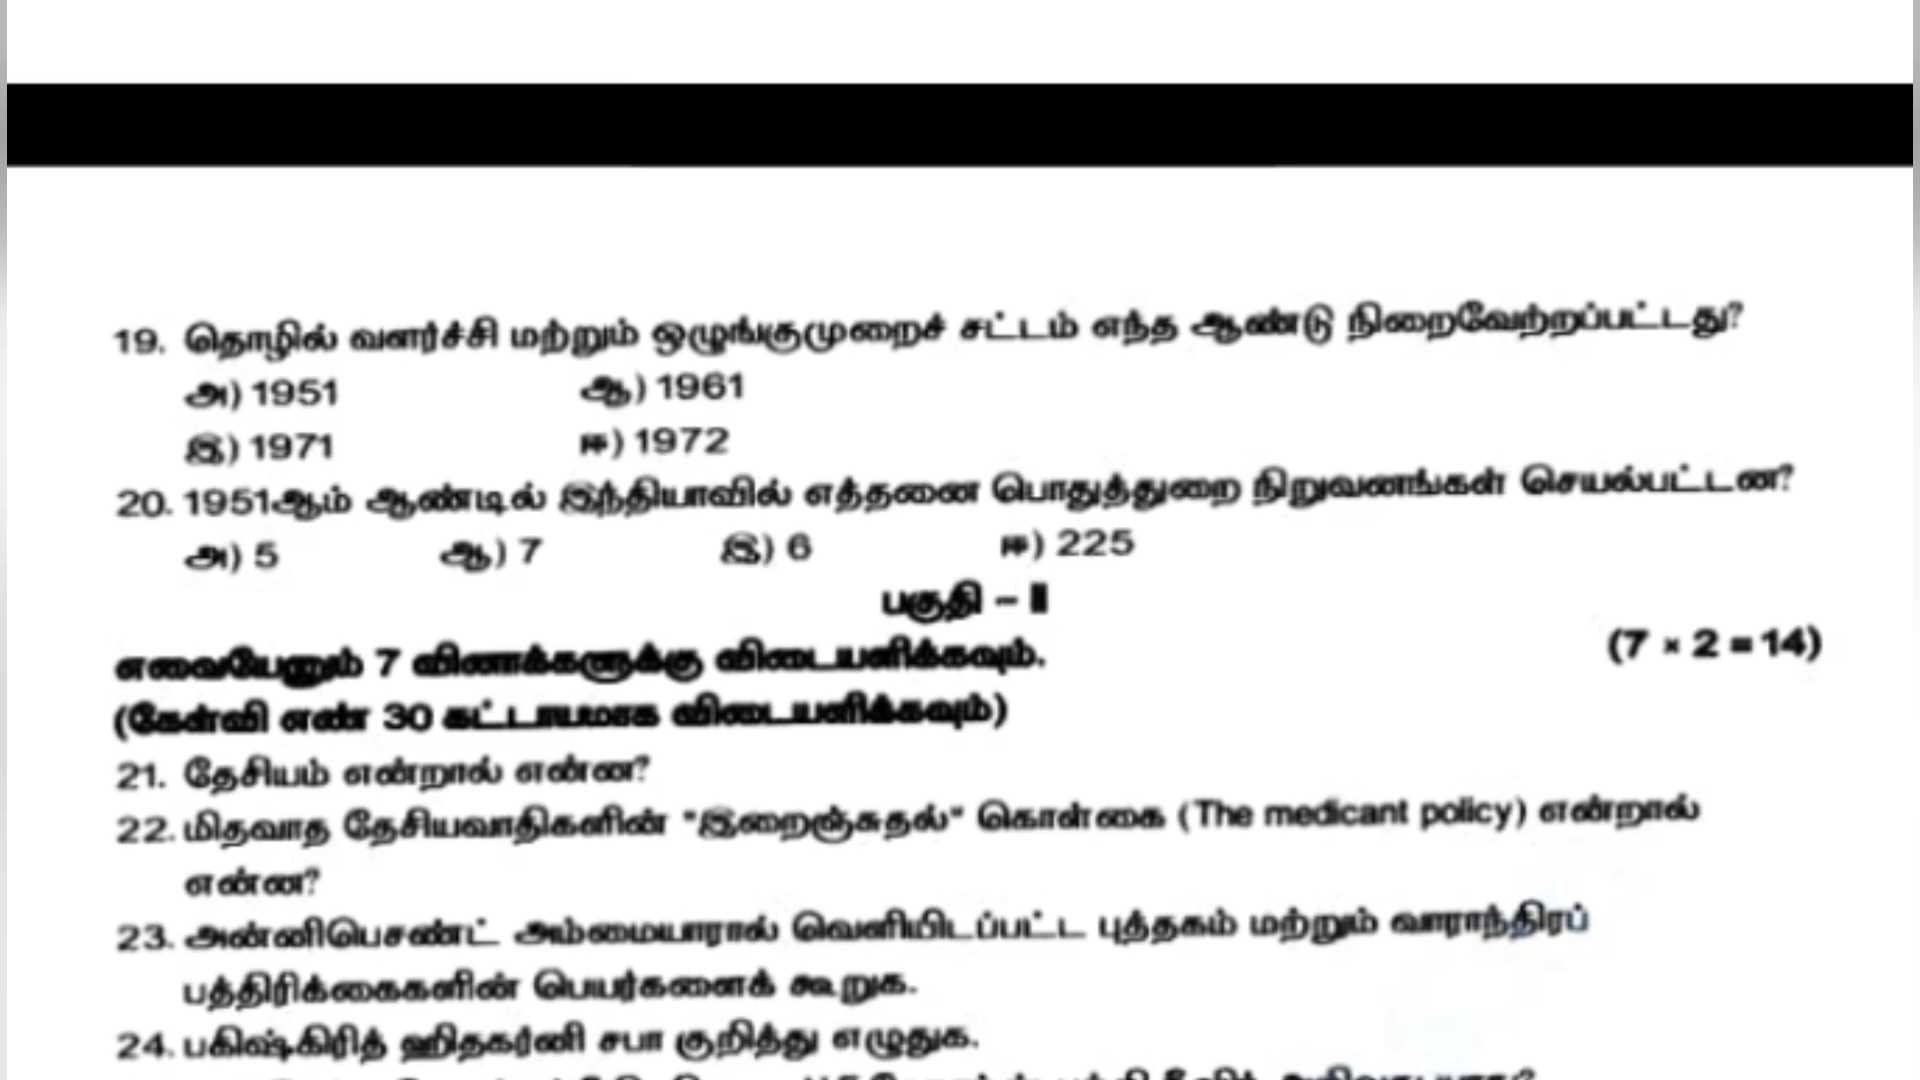 19. தொழில் வளர்ச்சி மற்றும் ஒழுங்குமுறைச் சட்டம் எந்த ஆண்டு நிறைவேற்றப்பட்டது?
அ) 1951 ஆ) 1961
இ) 1971 ஈ) 1972
20. 1951ஆம் ஆண்டில் இந்தியாவில் எத்தனை பொதுத்துறை நிறுவனங்கள் செயல்பட்டன?
அ) 5 ஆ) 7 இ) 6 ஈ) 225
பகுதி – II
எவையேனும் 7 வினாக்களுக்கு விடையளிக்கவும். (7 × 2 = 14)
(கேள்வி எண் 30 கட்டாயமாக விடையளிக்கவும்)
21. தேசியம் என்றால் என்ன?
22. மிதவாத தேசியவாதிகளின் "இறைஞ்சுதல்" கொள்கை (The medicant policy) என்றால்
என்ன?
23. அன்னிபெசண்ட் அம்மையாரால் வெளியிடப்பட்ட புத்தகம் மற்றும் வாராந்திரப்
பத்திரிக்கைகளின் பெயர்களைக் கூறுக.
24. பகிஷ்கிரித் ஹிதகர்னி சபா குறித்து எழுதுக.